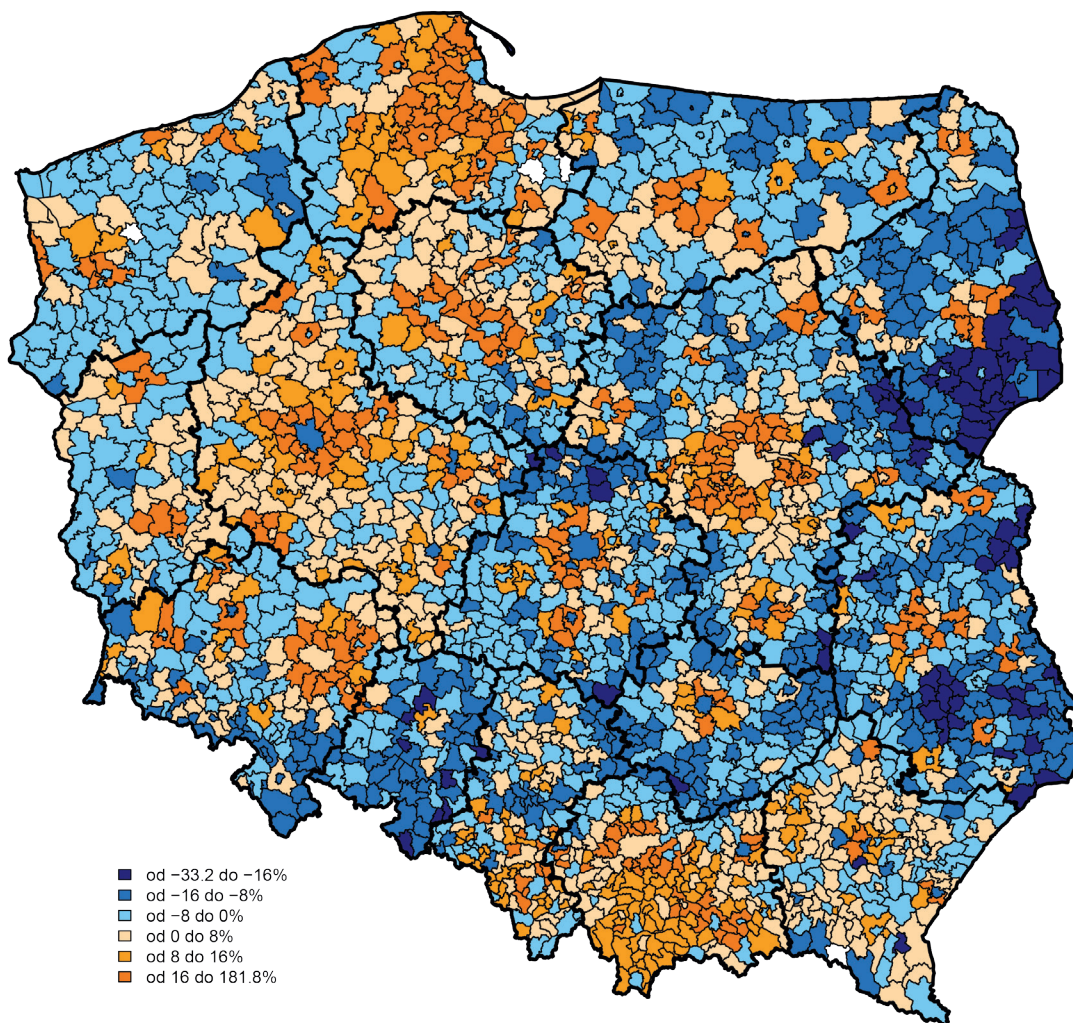 od −33.2 do −16%
od −16 do −8%
od −8 do 0%
od 0 do 8%
od 8 do 16%
od 16 do 181.8%